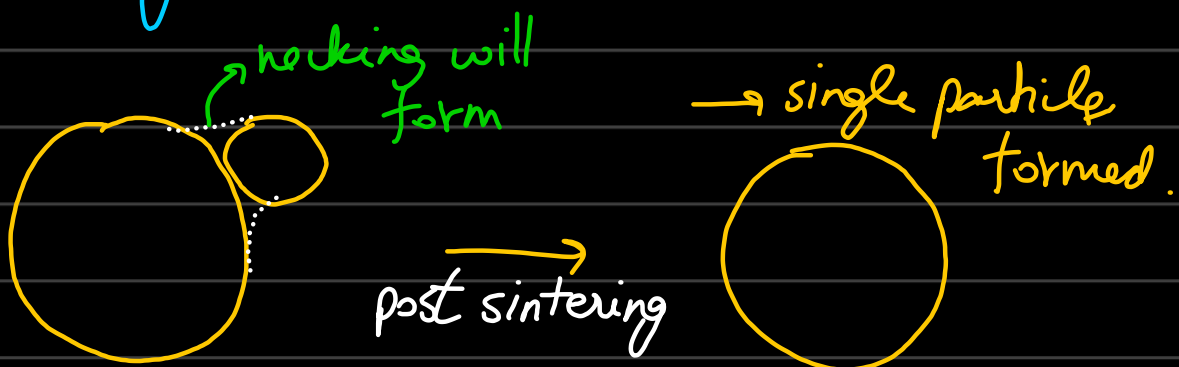 necking will
form
→ single particle
formed.
post sintering